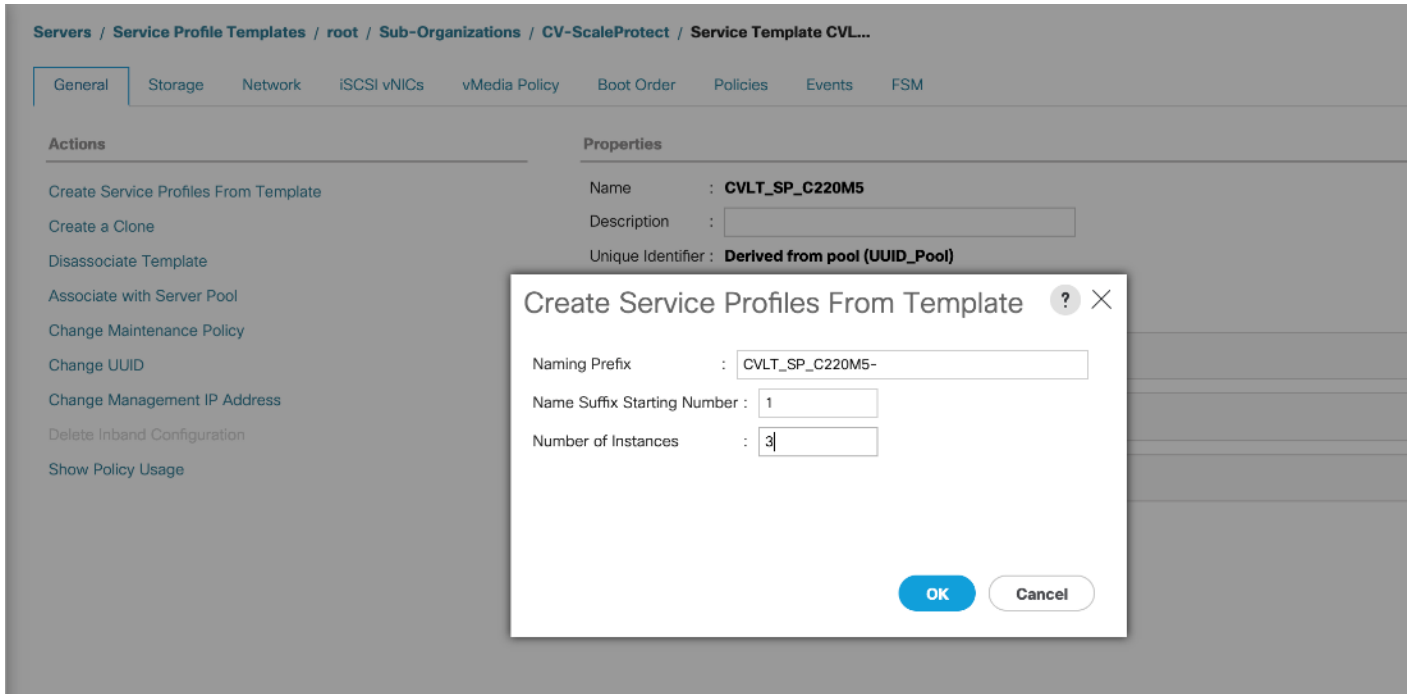 Servers / Service Profile Templates / root / Sub-Organizations / CV-ScaleProtect / Service Template CVL...
General Storage Network iSCSI vNICs vMedia Policy Boot Order Policies Events FSM
Actions
Create Service Profiles From Template
Create a Clone
Disassociate Template
Associate with Server Pool
Change Maintenance Policy
Change UUID
Change Management IP Address
Delete Inband Configuration
Show Policy Usage
Properties
Name : CVLT_SP_C220M5
Description :
Unique Identifier : Derived from pool (UUID_Pool)
Create Service Profiles From Template ?
Naming Prefix : CVLT_SP_C220M5-
Name Suffix Starting Number : 1
Number of Instances : 3
OK Cancel